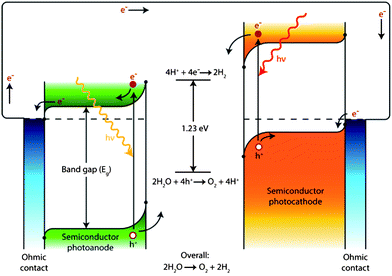 e⁻
e⁻
e⁻
4H⁺ + 4e⁻ → 2H₂
hν
e⁻
e⁻
e⁻
hν
1.23 eV
Band gap (Eg)
h⁺
2H₂O + 4h⁺ → O₂ + 4H⁺
Semiconductor
photoanode
h⁺
Semiconductor
photocathode
Ohmic
contact
Overall:
2H₂O → O₂ + 2H₂
Ohmic
contact